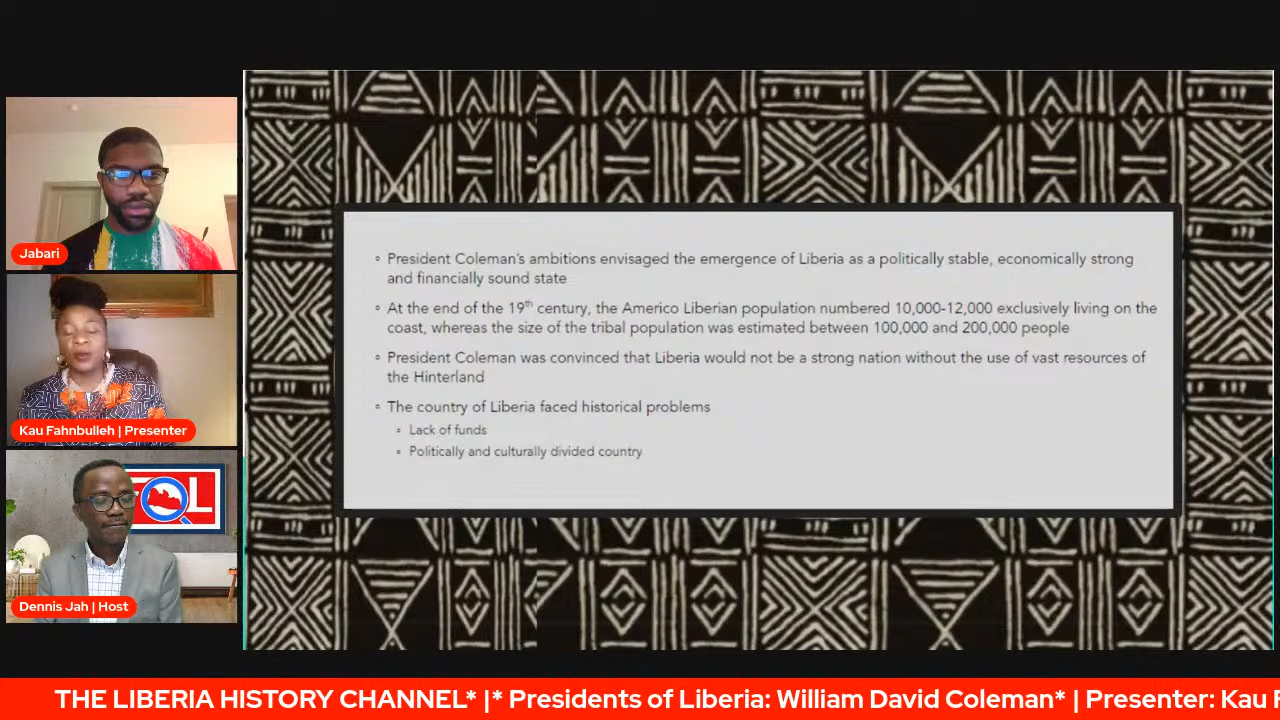 Jabari
Kau Fahnbulleh | Presenter
Dennis Jah | Host
• President Coleman's ambitions envisaged the emergence of Liberia as a politically stable, economically strong
and financially sound state
• At the end of the 19th century, the Americo Liberian population numbered 10,000-12,000 exclusively living on the
coast, whereas the size of the tribal population was estimated between 100,000 and 200,000 people
• President Coleman was convinced that Liberia would not be a strong nation without the use of vast resources of
the Hinterland
• The country of Liberia faced historical problems
• Lack of funds
• Politically and culturally divided country
THE LIBERIA HISTORY CHANNEL* |* Presidents of Liberia: William David Coleman* | Presenter: Kau